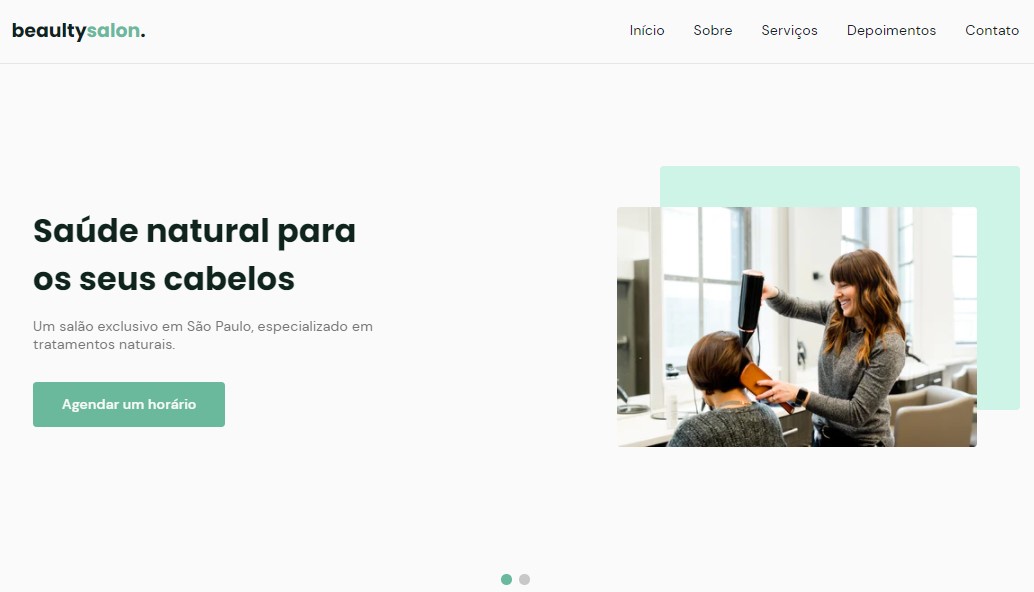 beaultysalon.
Início Sobre Serviços Depoimentos Contato
Saúde natural para
os seus cabelos
Um salão exclusivo em São Paulo, especializado em
tratamentos naturais.
Agendar um horário